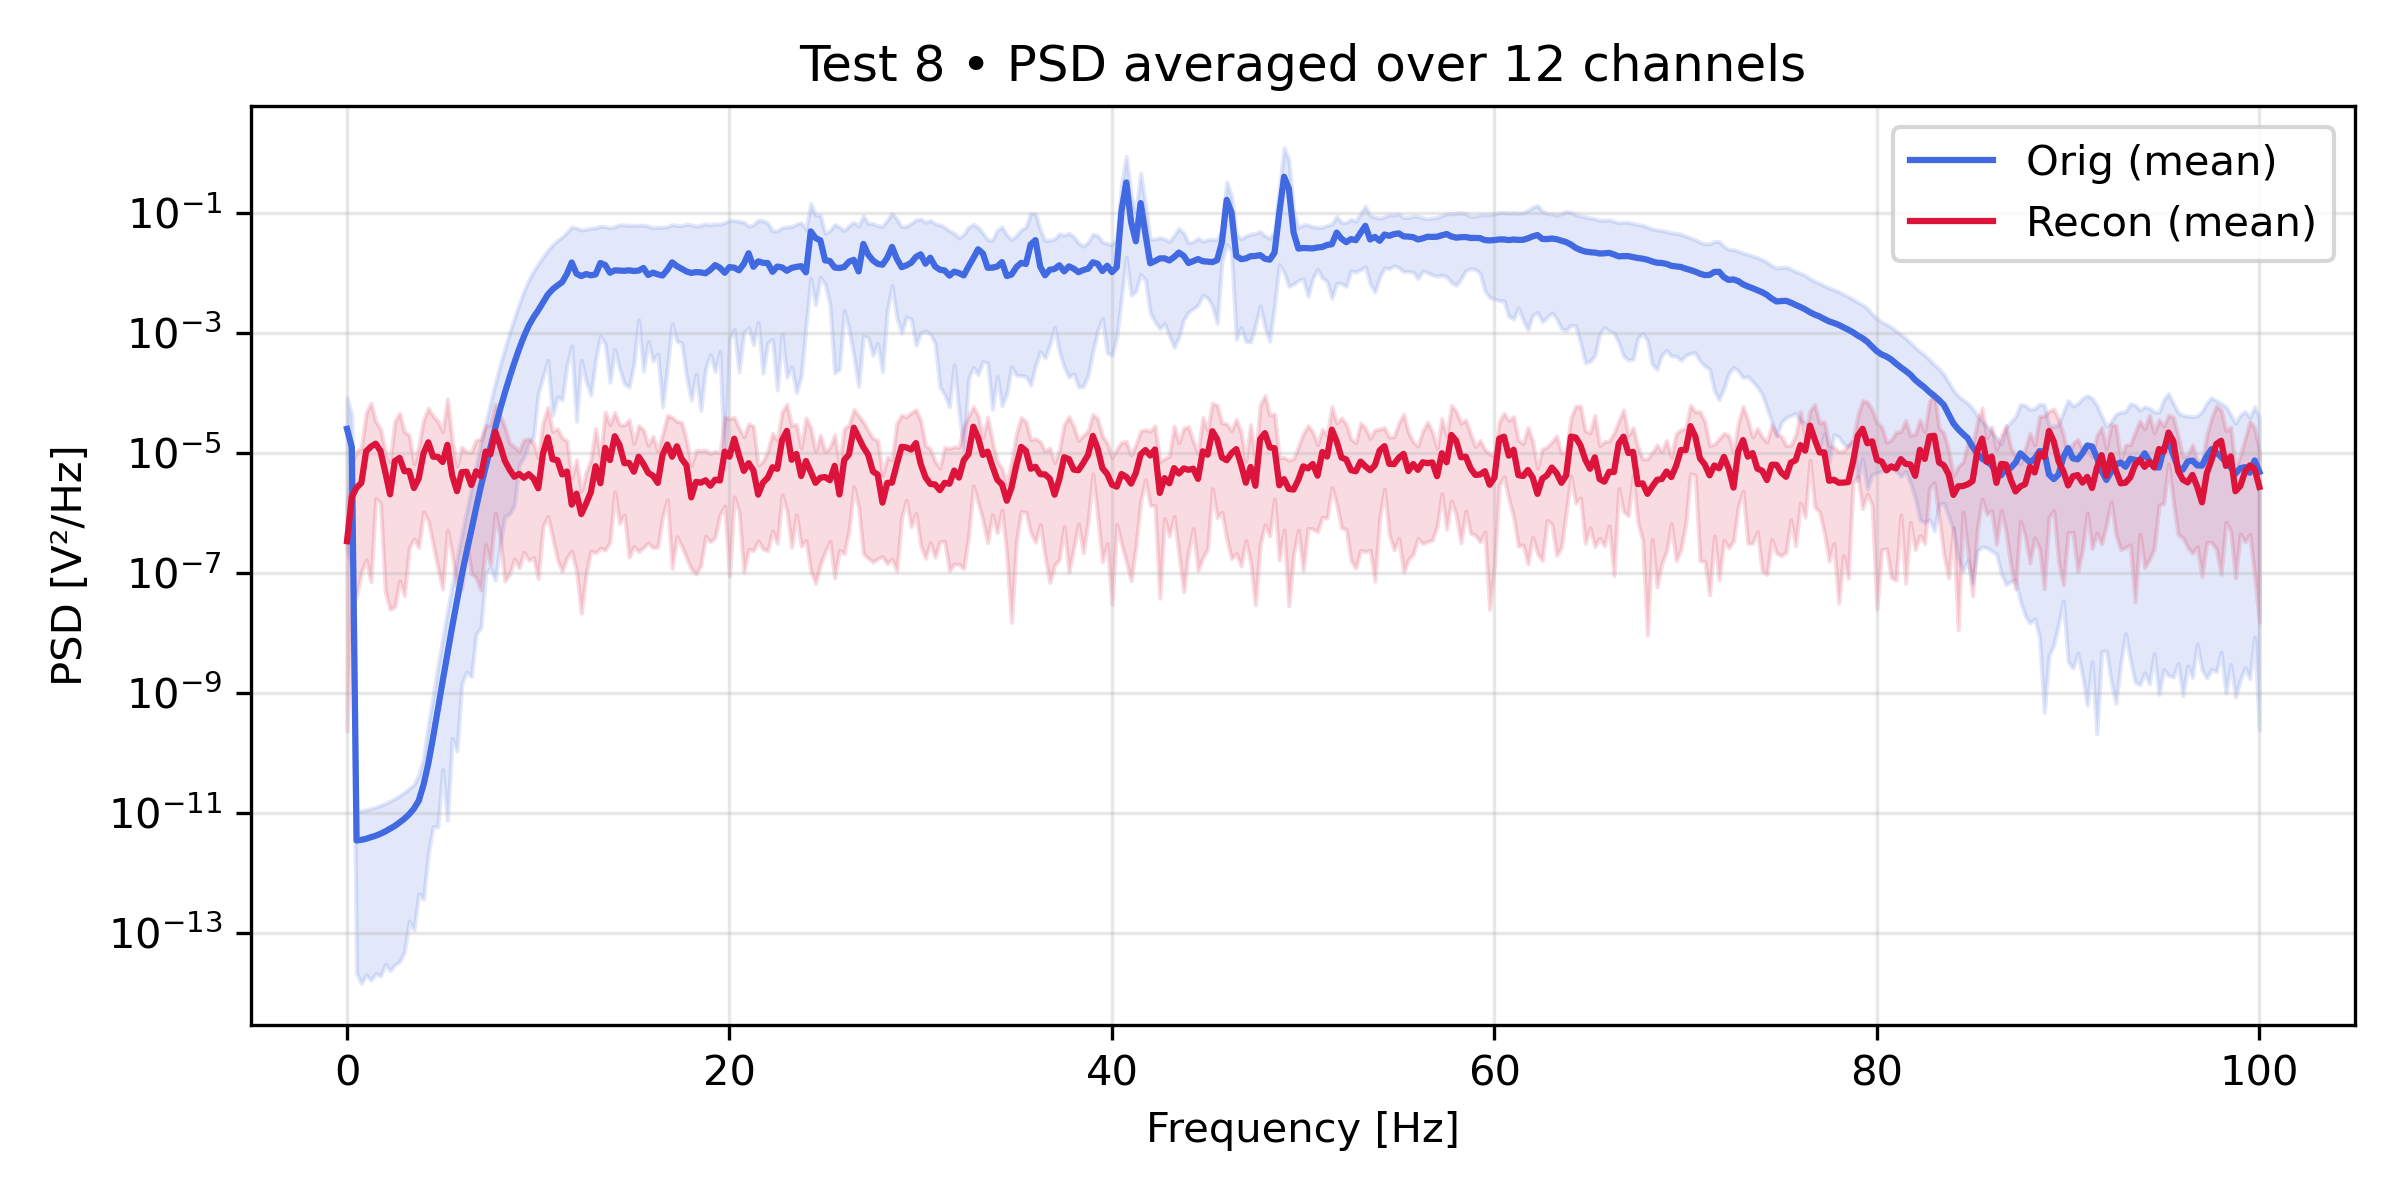 Test 8 • PSD averaged over 12 channels
Orig (mean)
Recon (mean)
PSD [V²/Hz]
10⁻¹
10⁻³
10⁻⁵
10⁻⁷
10⁻⁹
10⁻¹¹
10⁻¹³
0 20 40 60 80 100
Frequency [Hz]